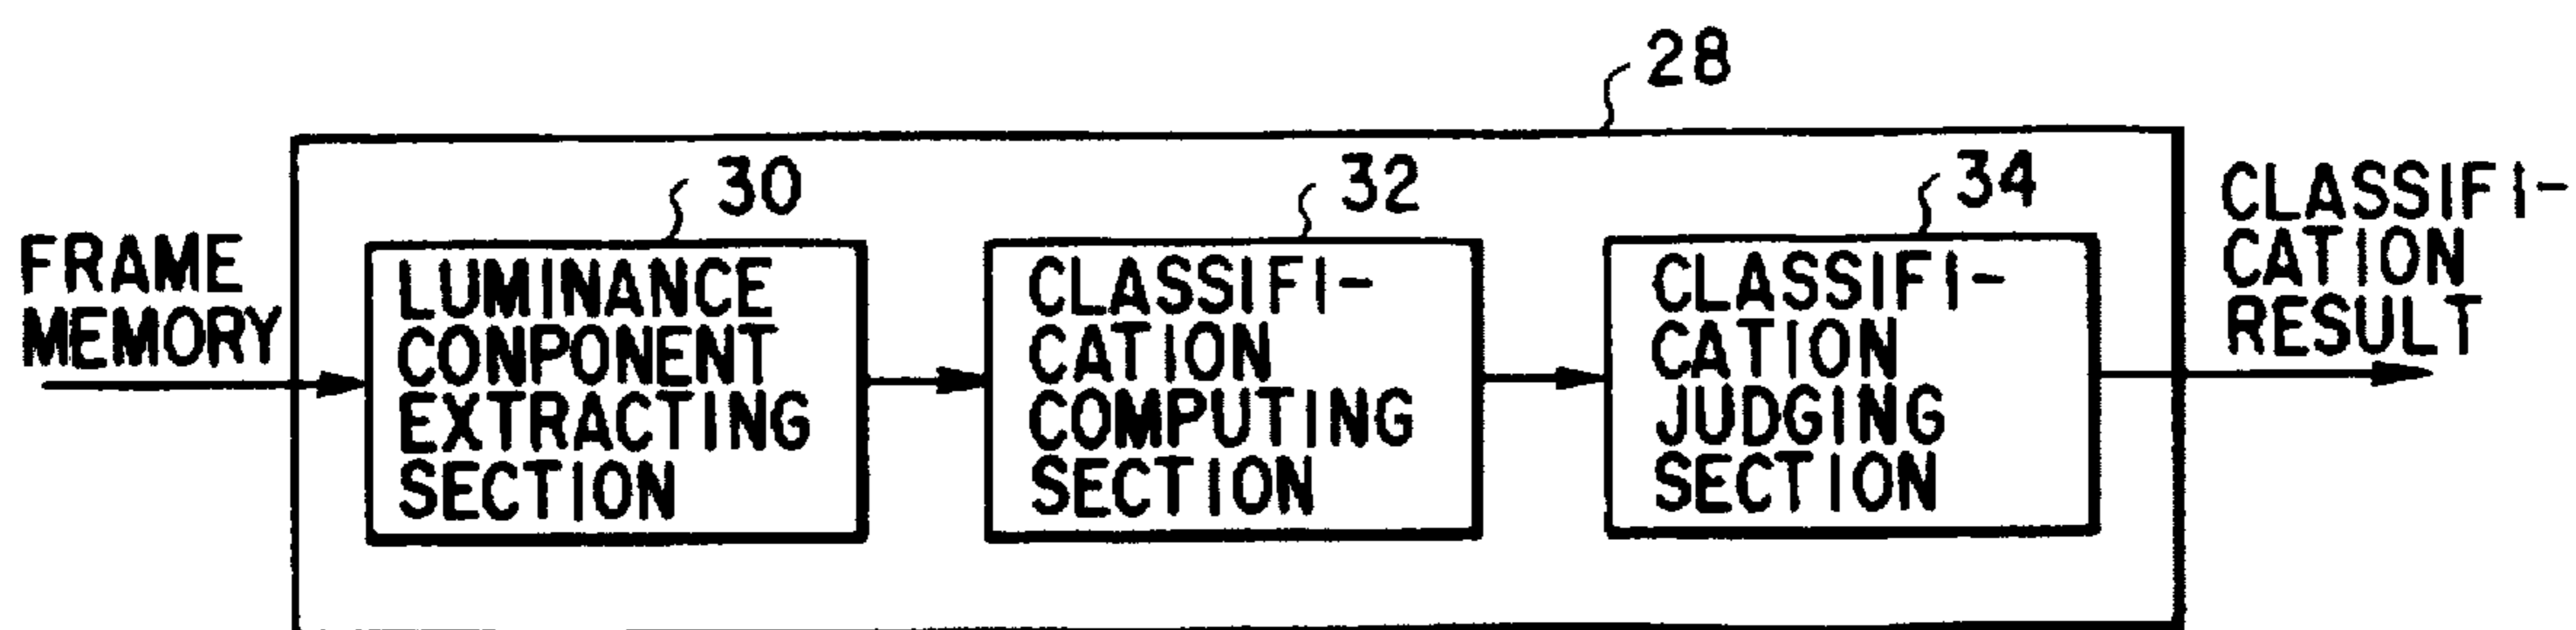 28
30
32
34
FRAME
MEMORY
LUMINANCE
CONPONENT
EXTRACTING
SECTION
CLASSIFI-
CATION
COMPUTING
SECTION
CLASSIFI-
CATION
JUDGING
SECTION
CLASSIFI-
CATION
RESULT